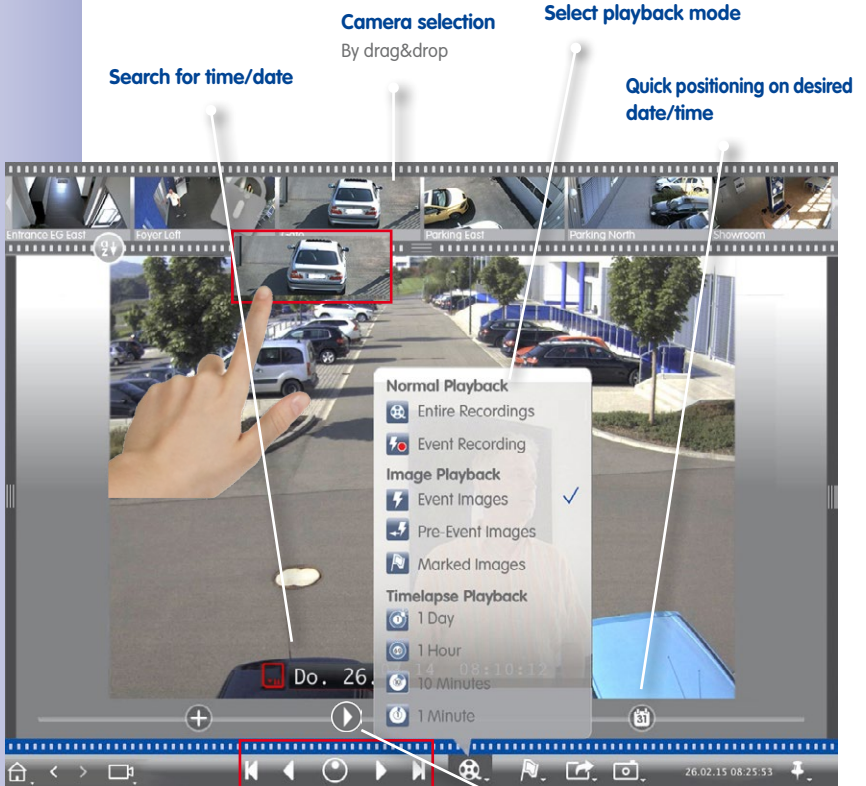 Select playback mode
Camera selection
By drag&drop
Search for time/date
Quick positioning on desired
date/time
Entrance EG East
Foyer Left
Parking East
Parking North
Showroom
Normal Playback
Entire Recordings
Event Recording
Image Playback
Event Images
Pre-Event Images
Marked Images
Timelapse Playback
1 Day
1 Hour
Do. 26. 14 08:10:12
10 Minutes
1 Minute
31
26.02.15 08:25:53